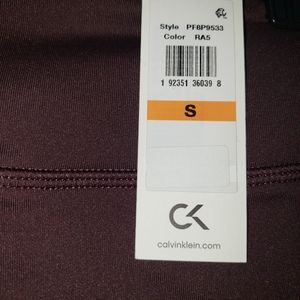 Style PF8P9533
Color RA5
1 92351 36039 8
S
CK
calvinklein.com